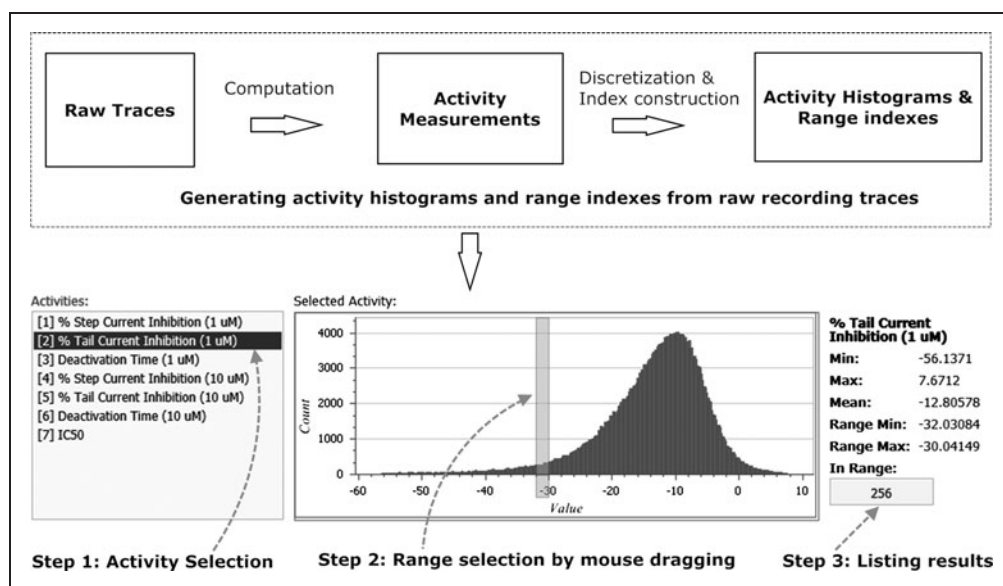 Raw Traces
Computation
Activity
Measurements
Discretization &
Index construction
Activity Histograms &
Range indexes
Generating activity histograms and range indexes from raw recording traces
Activities:
[1] % Step Current Inhibition (1 uM)
[2] % Tail Current Inhibition (1 uM)
[3] Deactivation Time (1 uM)
[4] % Step Current Inhibition (10 uM)
[5] % Tail Current Inhibition (10 uM)
[6] Deactivation Time (10 uM)
[7] IC50
Selected Activity:
4000
3000
2000
1000
0
Count
-60
-50
-40
-30
-20
-10
0
10
Value
% Tail Current
Inhibition (1 uM)
Min: -56.1371
Max: 7.6712
Mean: -12.80578
Range Min: -32.03084
Range Max: -30.04149
In Range:
256
Step 1: Activity Selection
Step 2: Range selection by mouse dragging
Step 3: Listing results